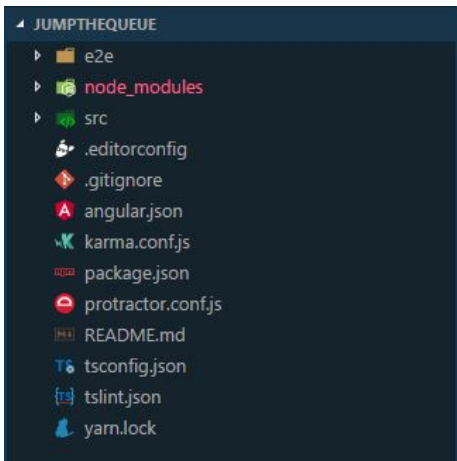 JUMPTHEQUEUE
e2e
node_modules
src
.editorconfig
.gitignore
angular.json
karma.conf.js
package.json
protractor.conf.js
README.md
tsconfig.json
tslint.json
yarn.lock